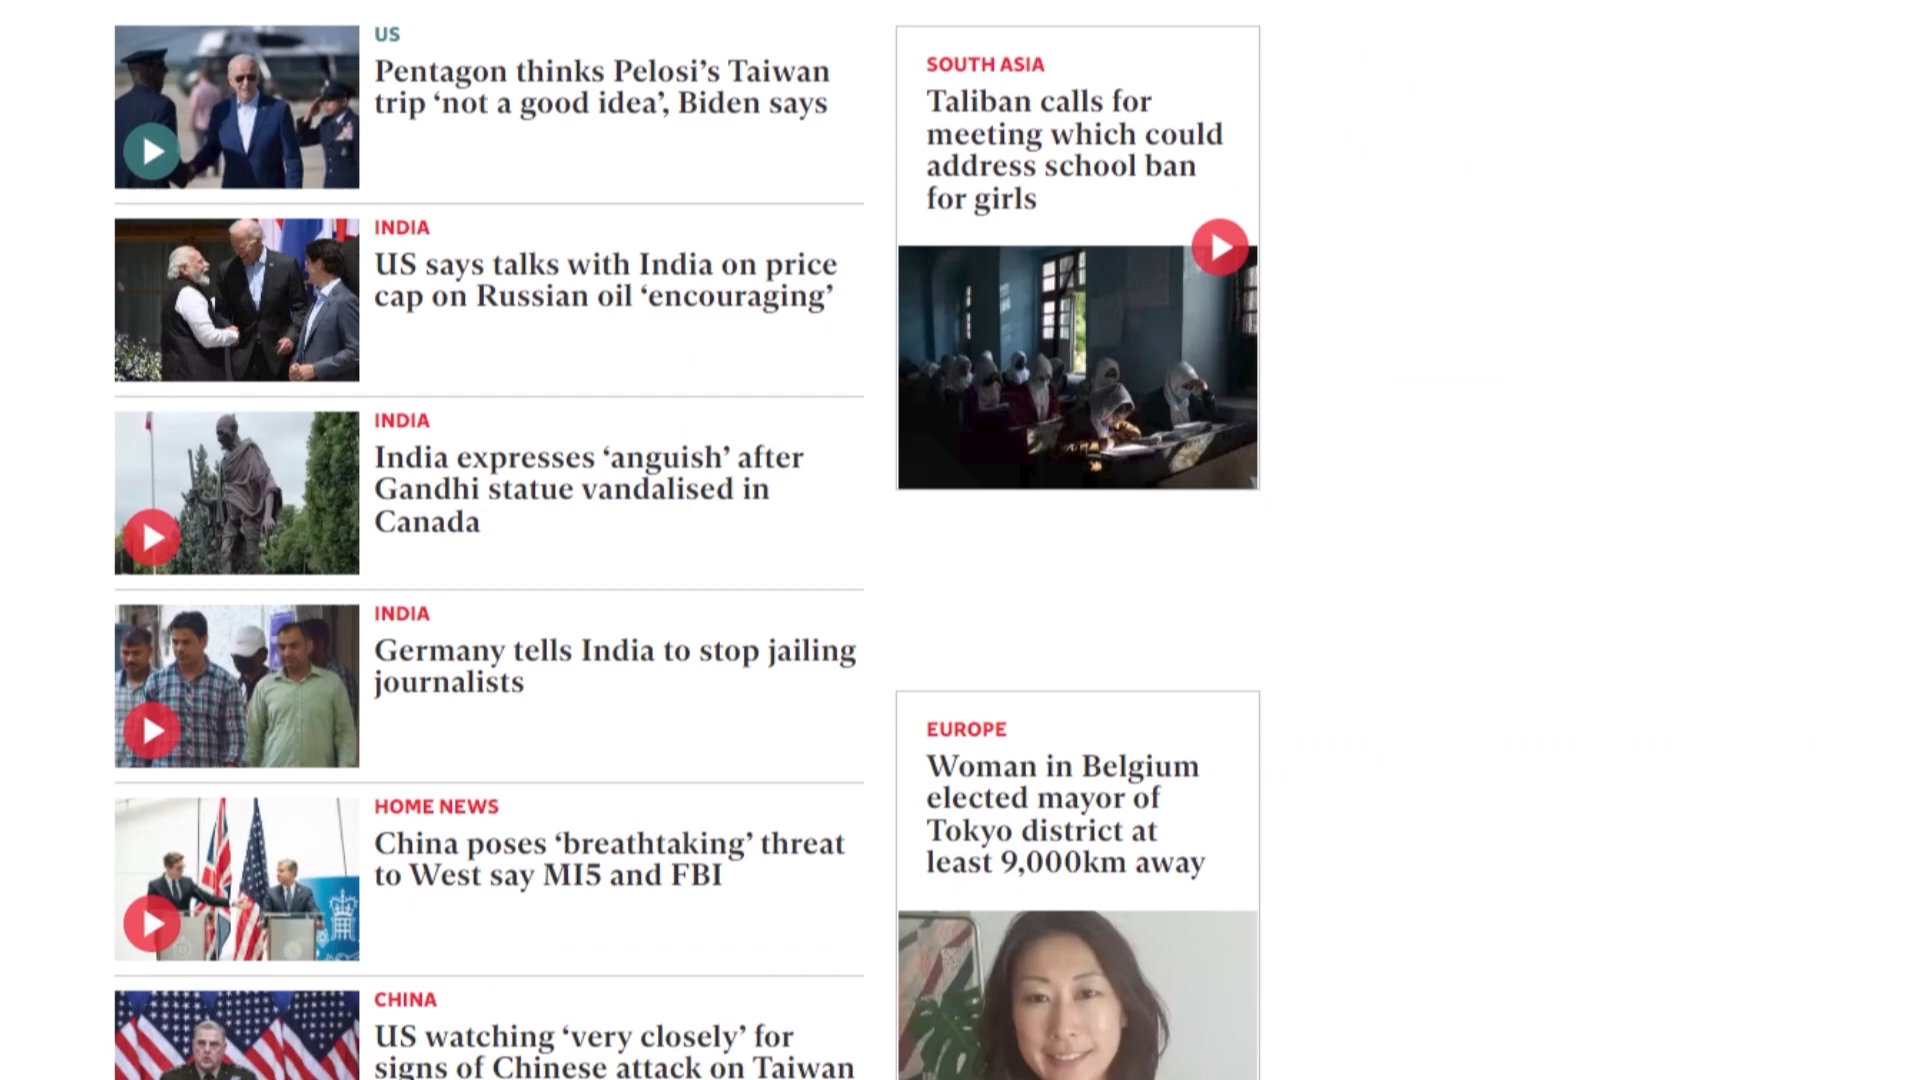 US
Pentagon thinks Pelosi’s Taiwan
trip ‘not a good idea’, Biden says
INDIA
US says talks with India on price
cap on Russian oil ‘encouraging’
INDIA
India expresses ‘anguish’ after
Gandhi statue vandalised in
Canada
INDIA
Germany tells India to stop jailing
journalists
HOME NEWS
China poses ‘breathtaking’ threat
to West say MI5 and FBI
CHINA
US watching ‘very closely’ for
signs of Chinese attack on Taiwan
SOUTH ASIA
Taliban calls for
meeting which could
address school ban
for girls
EUROPE
Woman in Belgium
elected mayor of
Tokyo district at
least 9,000km away